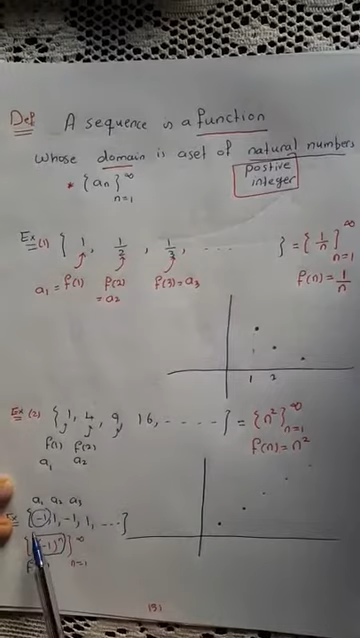 Def A sequence is a function
whose domain is a set of natural numbers
* {an}∞n=1 postive integer
Ex (1) {1, 1/2, 1/3, ....... } = {1/n}∞n=1
a1 = f(1) f(2) = a2 f(3) = a3 f(n) = 1/n
1 2
Ex (2) {1, 4, 9, 16, ..... } = {n²}∞n=1
f(1) f(2) f(n) = n²
a1 a2
a1 a2 a3
Ex {-1, 1, -1, 1, ...}
{(-1)ⁿ}∞n=1